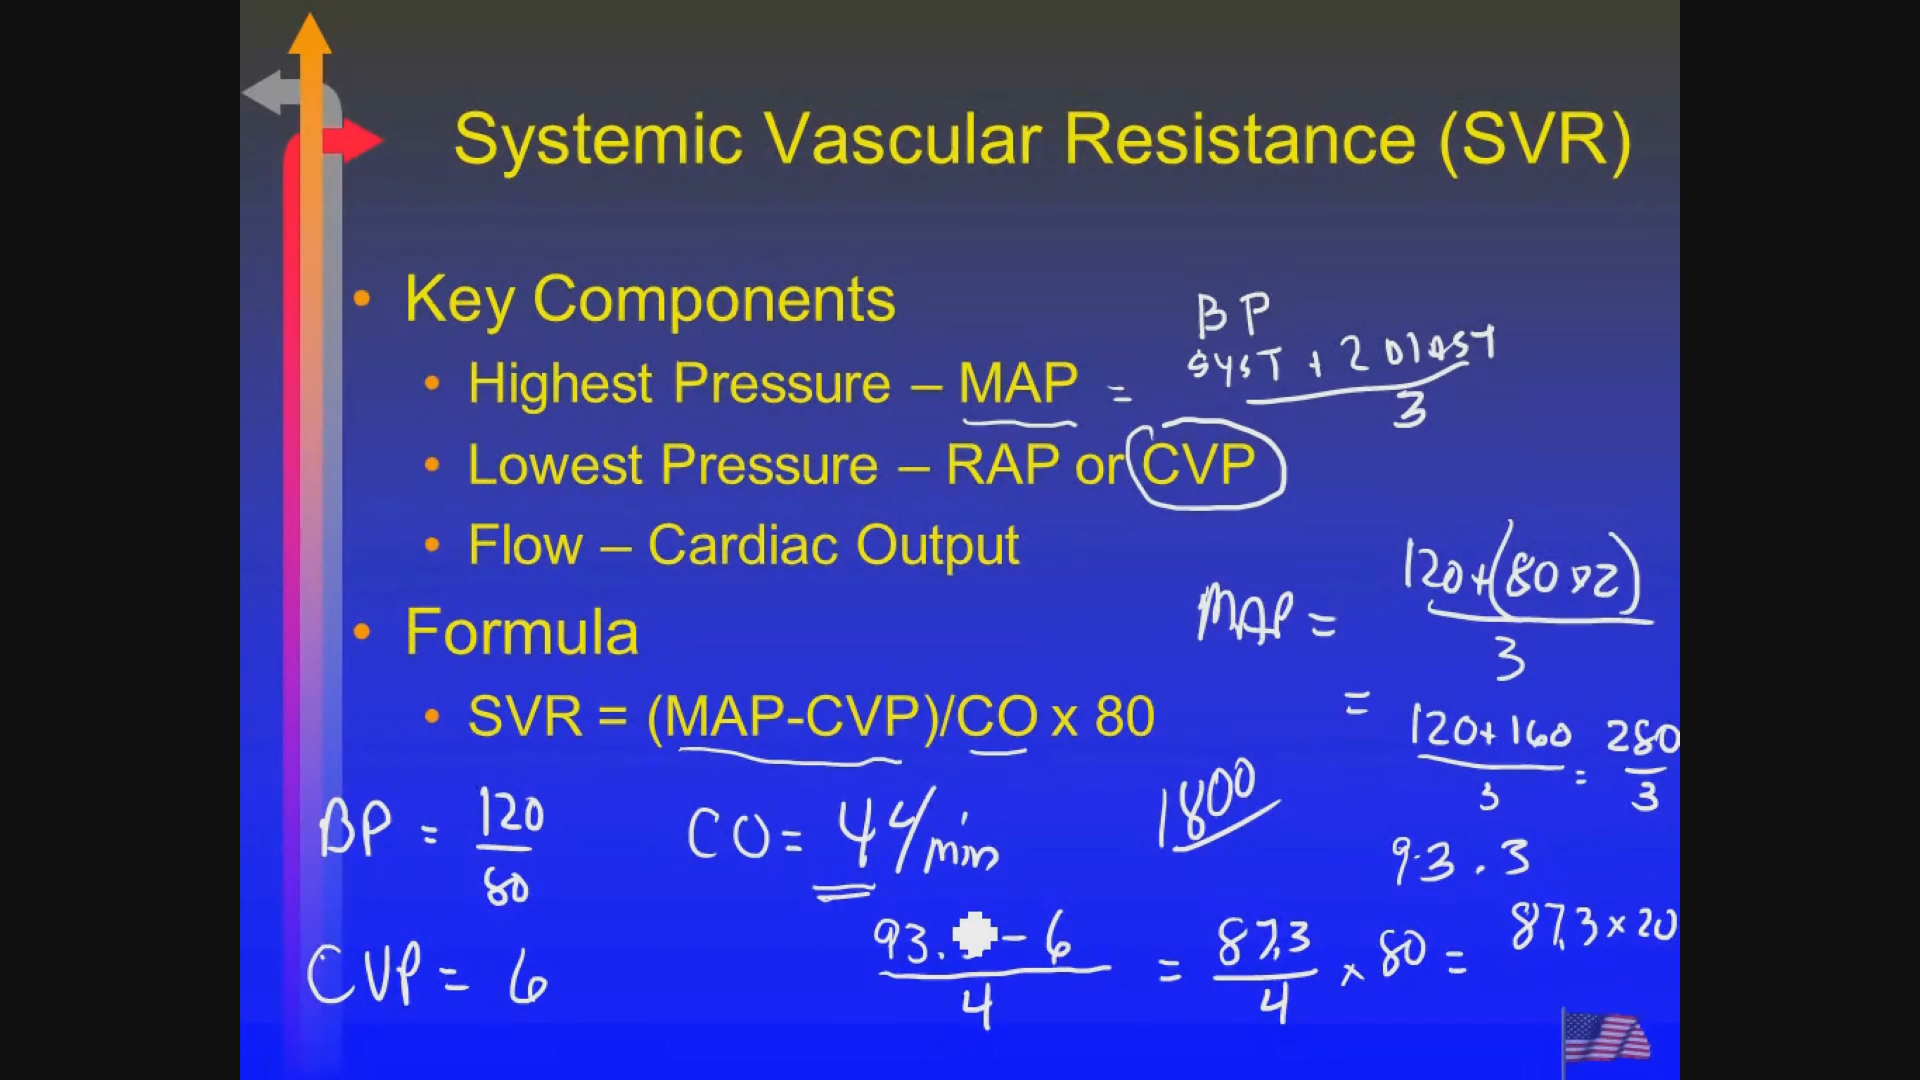 Systemic Vascular Resistance (SVR)
• Key Components
BP
SYST + 2 DIAST
• Highest Pressure – MAP =
3
• Lowest Pressure – RAP or CVP
• Flow – Cardiac Output
MAP = 120+(80x2)
3
• Formula
= 120+160 = 280
3 3
• SVR = (MAP-CVP)/CO x 80
1800
BP = 120
80
CO = 4 L/min
93.3
CVP = 6
93. - 6 = 87.3 x 80 = 87.3 x 20
4 4